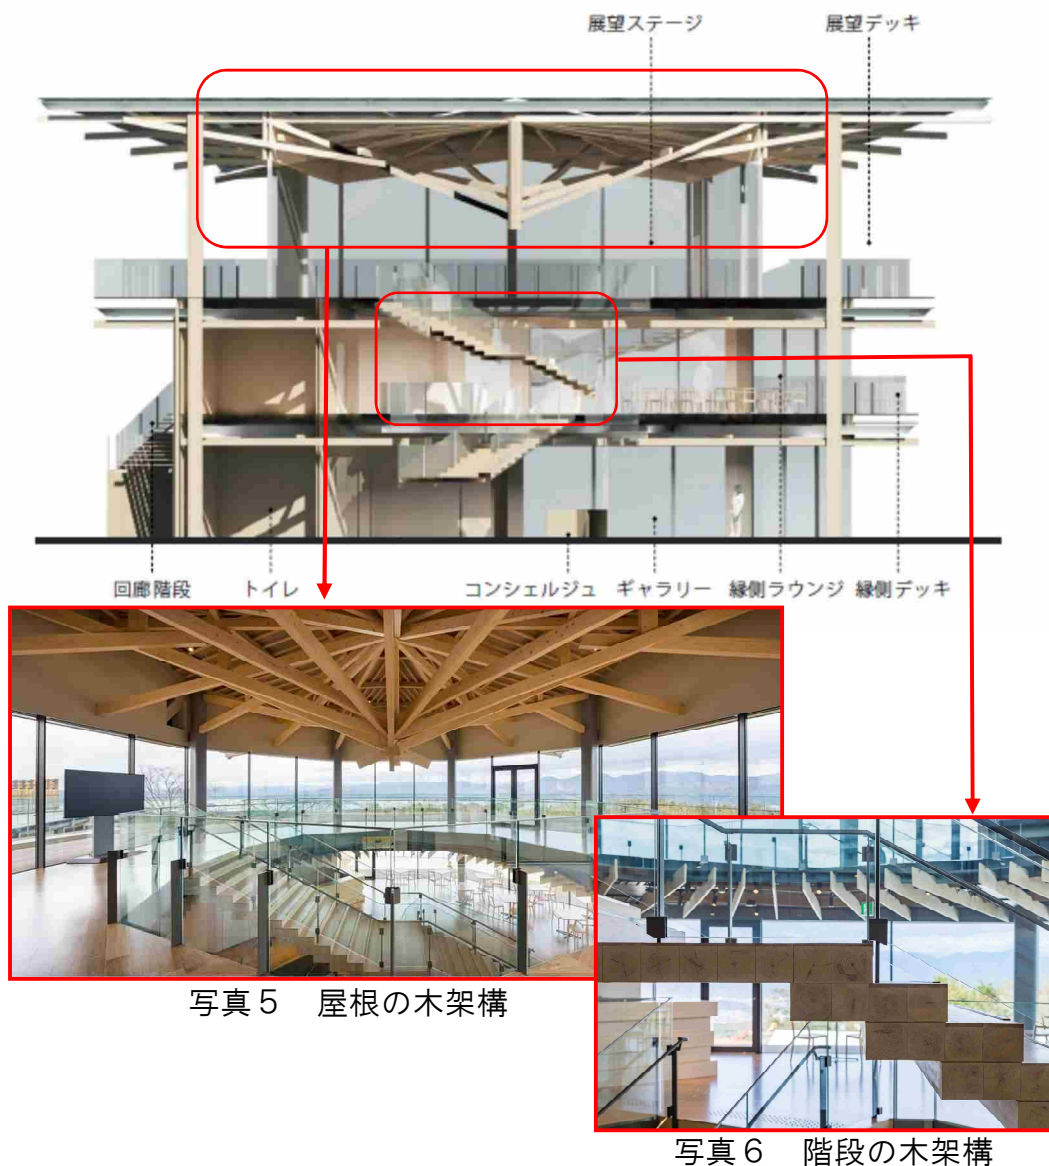 展望ステージ 展望デッキ
回廊階段 トイレ コンシェルジュ ギャラリー 縁側ラウンジ 縁側デッキ
写真5 屋根の木架構
写真6 階段の木架構